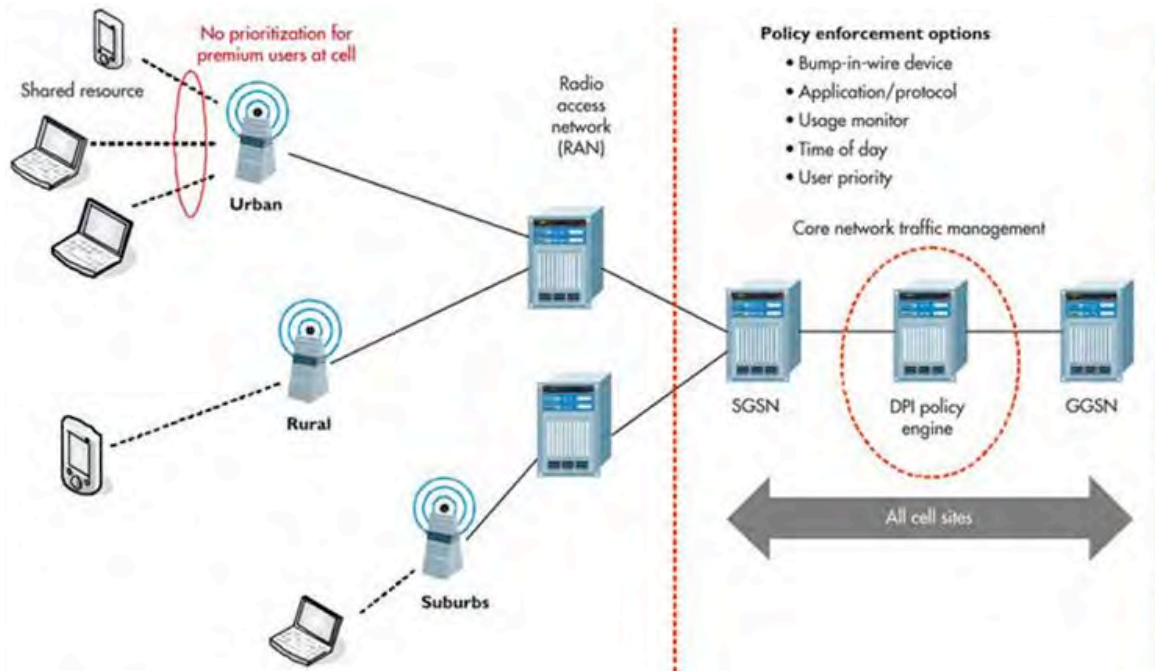 No prioritization for
premium users at cell
Shared resource
Urban
Rural
Suburbs
Radio
access
network
(RAN)
Policy enforcement options
• Bump-in-wire device
• Application/protocol
• Usage monitor
• Time of day
• User priority
Core network traffic management
SGSN
DPI policy
engine
GGSN
All cell sites